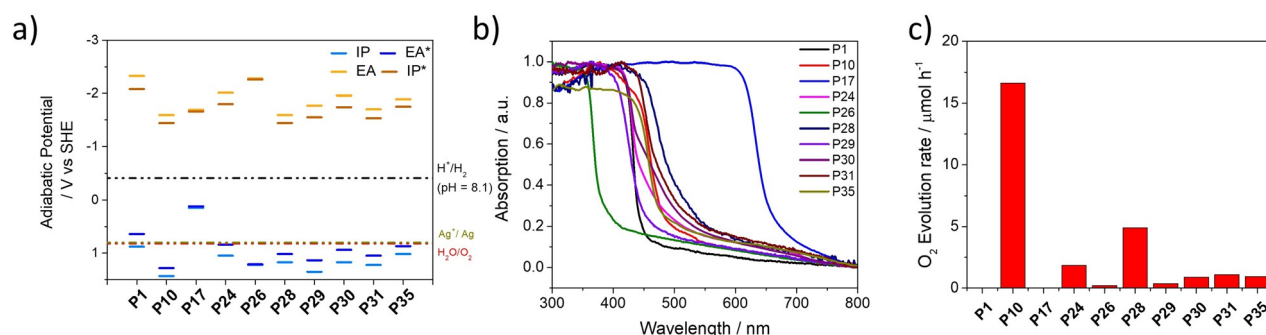 a)
-3
-2
-1
0
1
Adiabatic Potential
/ V vs SHE
IP EA*
EA IP*
H⁺/H₂
(pH = 8.1)
Ag⁺/ Ag
H₂O/O₂
P1 P10 P17 P24 P26 P28 P29 P30 P31 P35
b)
1.0
0.8
0.6
0.4
0.2
0.0
Absorption / a.u.
P1
P10
P17
P24
P26
P28
P29
P30
P31
P35
300 400 500 600 700 800
Wavelength / nm
c)
20
15
10
5
0
O₂ Evolution rate / μmol h⁻¹
P1 P10 P17 P24 P26 P28 P29 P30 P31 P35